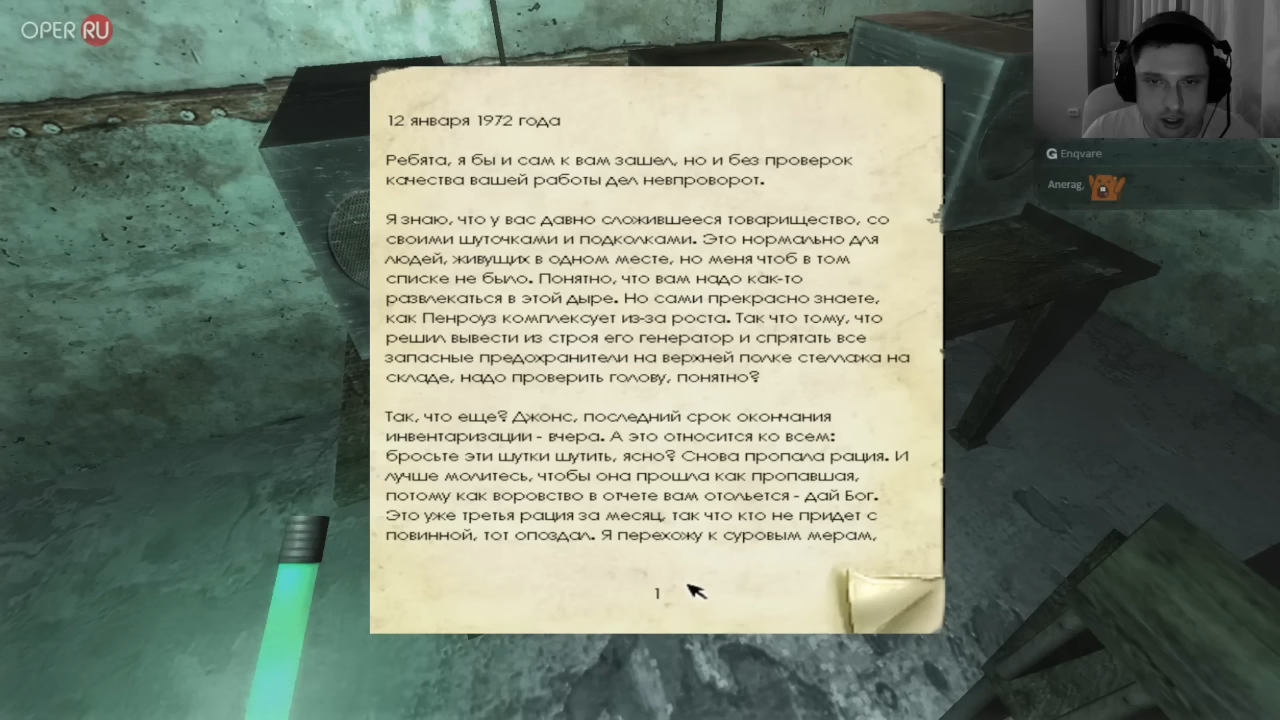 OPER RU
12 января 1972 года
Ребята, я бы и сам к вам зашел, но и без проверок
качества вашей работы дел невпроворот.
Я знаю, что у вас давно сложившееся товарищество, со
своими шуточками и подколками. Это нормально для
людей, живущих в одном месте, но меня чтоб в том
списке не было. Понятно, что вам надо как-то
развлекаться в этой дыре. Но сами прекрасно знаете,
как Пенроуз комплексует из-за роста. Так что тому, что
решил вывести из строя его генератор и спрятать все
запасные предохранители на верхней полке стеллажа на
складе, надо проверить голову, понятно?
Так, что еще? Джонс, последний срок окончания
инвентаризации - вчера. А это относится ко всем:
бросьте эти шутки шутить, ясно? Снова пропала рация. И
лучше молитесь, чтобы она прошла как пропавшая,
потому как воровство в отчете вам отольется - дай Бог.
Это уже третья рация за месяц, так что кто не придет с
повинной, тот опоздал. Я перехожу к суровым мерам,
1
G Enqvare
Anerag,